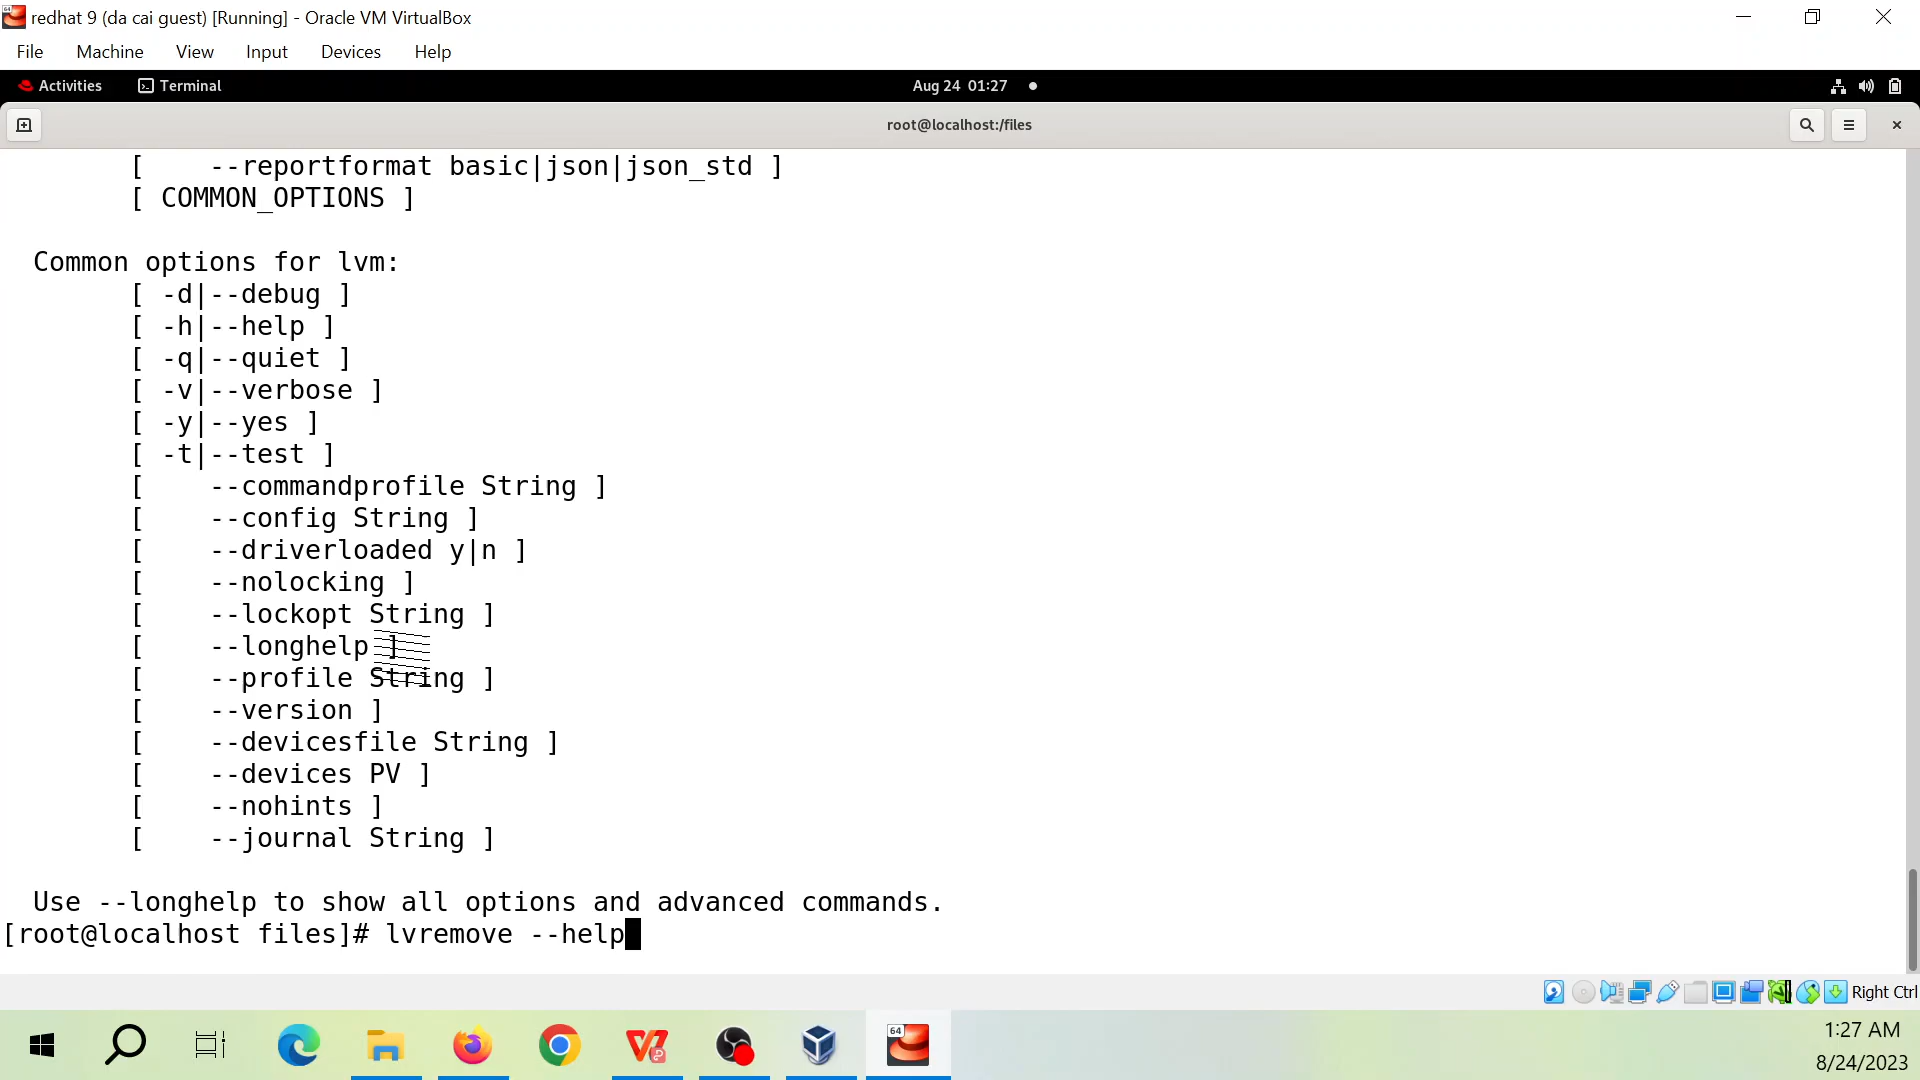 redhat 9 (da cai guest) [Running] - Oracle VM VirtualBox
File Machine View Input Devices Help
Activities Terminal Aug 24 01:27
root@localhost:/files
[ --reportformat basic|json|json_std ]
[ COMMON_OPTIONS ]
Common options for lvm:
[ -d|--debug ]
[ -h|--help ]
[ -q|--quiet ]
[ -v|--verbose ]
[ -y|--yes ]
[ -t|--test ]
[ --commandprofile String ]
[ --config String ]
[ --driverloaded y|n ]
[ --nolocking ]
[ --lockopt String ]
[ --longhelp ]
[ --profile String ]
[ --version ]
[ --devicesfile String ]
[ --devices PV ]
[ --nohints ]
[ --journal String ]
Use --longhelp to show all options and advanced commands.
[root@localhost files]# lvremove --help
Right Ctrl
64
1:27 AM
8/24/2023